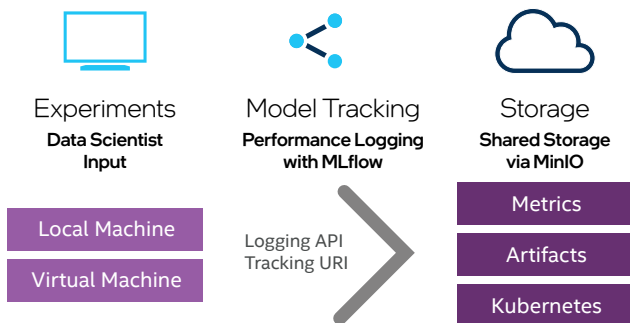 Experiments
Data Scientist
Input
Local Machine
Virtual Machine
Model Tracking
Performance Logging
with MLflow
Logging API
Tracking URI
Storage
Shared Storage
via MinIO
Metrics
Artifacts
Kubernetes